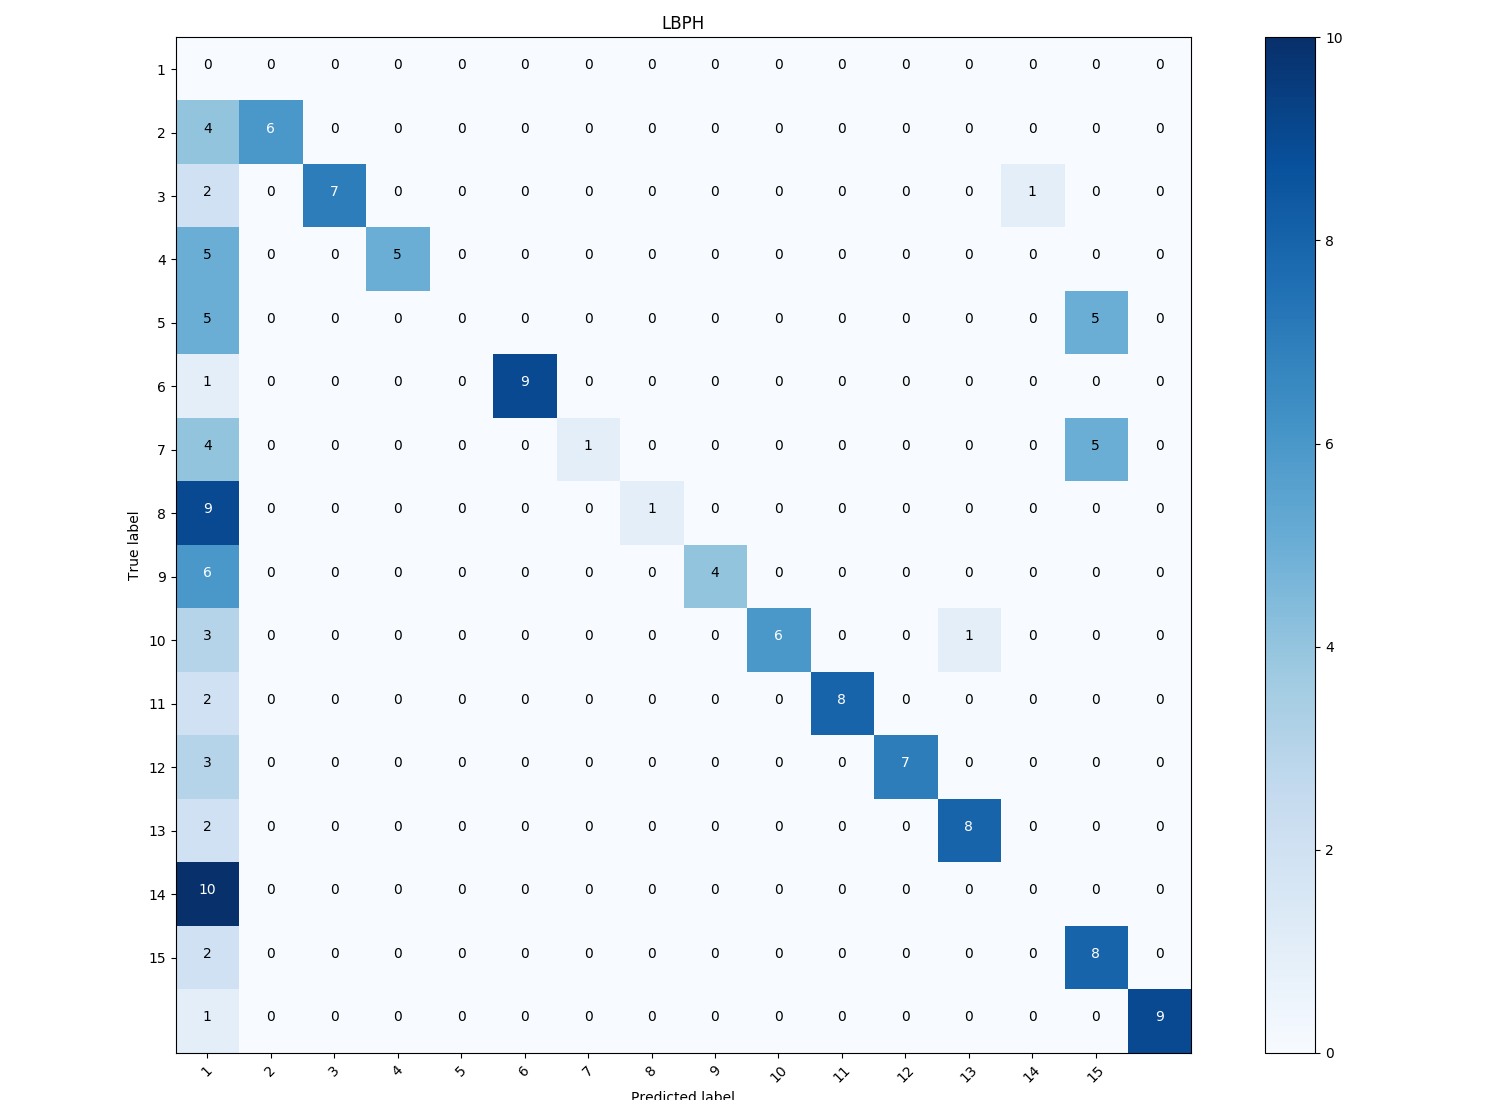 LBPH
1 0 0 0 0 0 0 0 0 0 0 0 0 0 0 0 0
2 4 6 0 0 0 0 0 0 0 0 0 0 0 0 0 0
3 2 0 7 0 0 0 0 0 0 0 0 0 0 1 0 0
4 5 0 0 5 0 0 0 0 0 0 0 0 0 0 0 0
5 5 0 0 0 0 0 0 0 0 0 0 0 0 0 5 0
6 1 0 0 0 0 9 0 0 0 0 0 0 0 0 0 0
7 4 0 0 0 0 0 1 0 0 0 0 0 0 0 5 0
8 9 0 0 0 0 0 0 1 0 0 0 0 0 0 0 0
9 6 0 0 0 0 0 0 0 4 0 0 0 0 0 0 0
10 3 0 0 0 0 0 0 0 0 6 0 0 1 0 0 0
11 2 0 0 0 0 0 0 0 0 0 8 0 0 0 0 0
12 3 0 0 0 0 0 0 0 0 0 0 7 0 0 0 0
13 2 0 0 0 0 0 0 0 0 0 0 0 8 0 0 0
14 10 0 0 0 0 0 0 0 0 0 0 0 0 0 0 0
15 2 0 0 0 0 0 0 0 0 0 0 0 0 0 8 0
1 0 0 0 0 0 0 0 0 0 0 0 0 0 0 9
1 2 3 4 5 6 7 8 9 10 11 12 13 14 15
Predicted label
True label
10
8
6
4
2
0